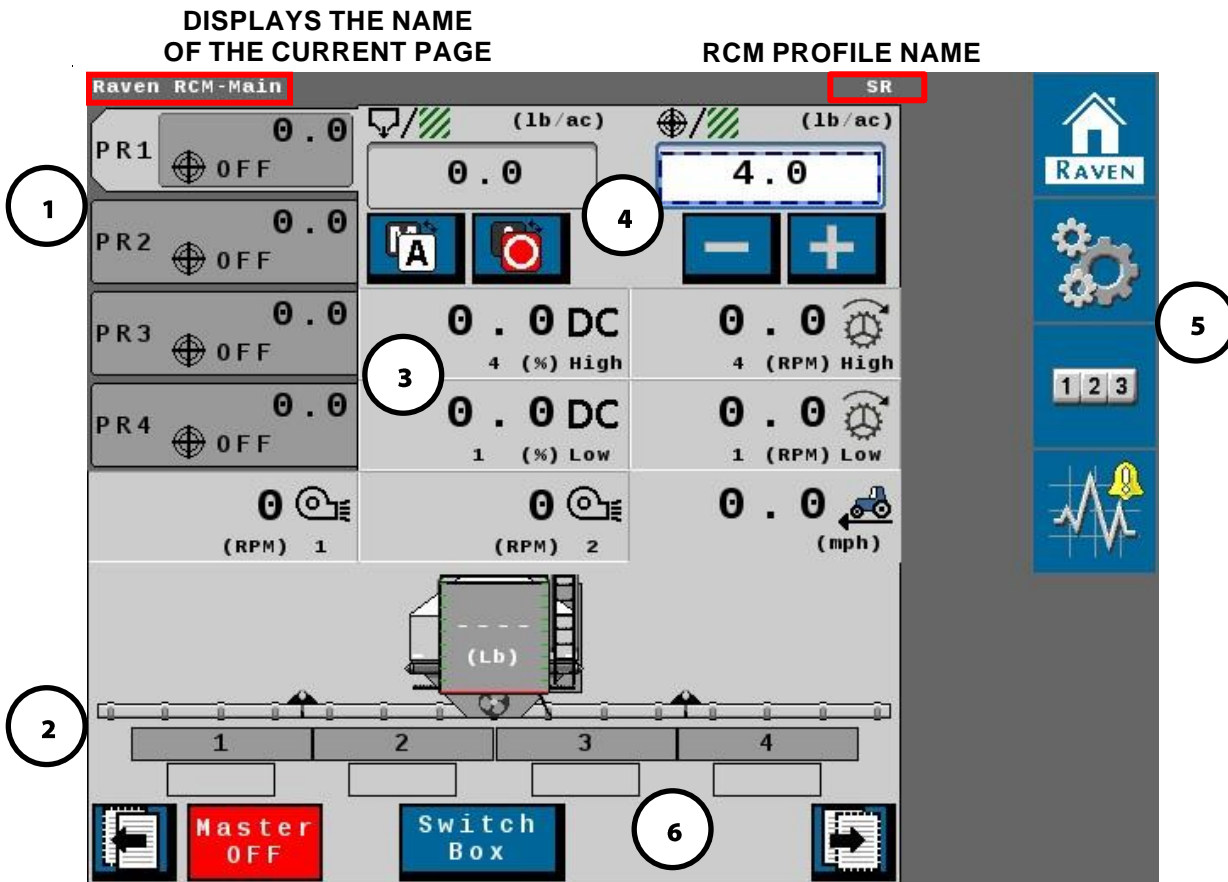 DISPLAYS THE NAME
OF THE CURRENT PAGE
RCM PROFILE NAME
Raven RCM-Main
SR
PR1 0.0
OFF
(lb/ac)
0.0
(lb/ac)
4.0
RAVEN
1
PR2 0.0
OFF
A
4
PR3 0.0
OFF
0.0 DC
4 (%) High
0.0
4 (RPM) High
5
3
1 2 3
PR4 0.0
OFF
0.0 DC
1 (%) Low
0.0
1 (RPM) Low
0
(RPM) 1
0
(RPM) 2
0.0
(mph)
----
(Lb)
2
1 2 3 4
Master
OFF
Switch
Box
6